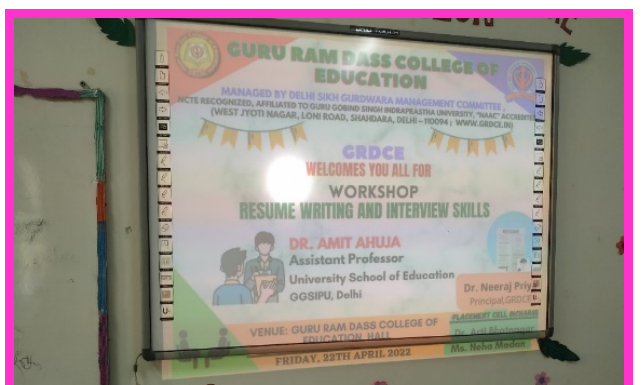 GURU RAM DASS COLLEGE OF
EDUCATION
MANAGED BY DELHI SIKH GURDWARA MANAGEMENT COMMITTEE,
NCTE RECOGNIZED, AFFILIATED TO GURU GOBIND SINGH INDRAPRASTHA UNIVERSITY, "NAAC" ACCREDITED
(WEST JYOTI NAGAR, LONI ROAD, SHAHDARA, DELHI - 110094 ; WWW.GRDCE.IN)
GRDCE
WELCOMES YOU ALL FOR
WORKSHOP
RESUME WRITING AND INTERVIEW SKILLS
DR. AMIT AHUJA
Assistant Professor
University School of Education
GGSIPU, Delhi
Dr. Neeraj
Principal,GRDCE
PLACEMENT CELL
Dr. Arti Bhatnagar
Ms. Neha Madan
VENUE: GURU RAM DASS COLLEGE OF
EDUCATION, HALL
FRIDAY, 22TH APRIL 2022